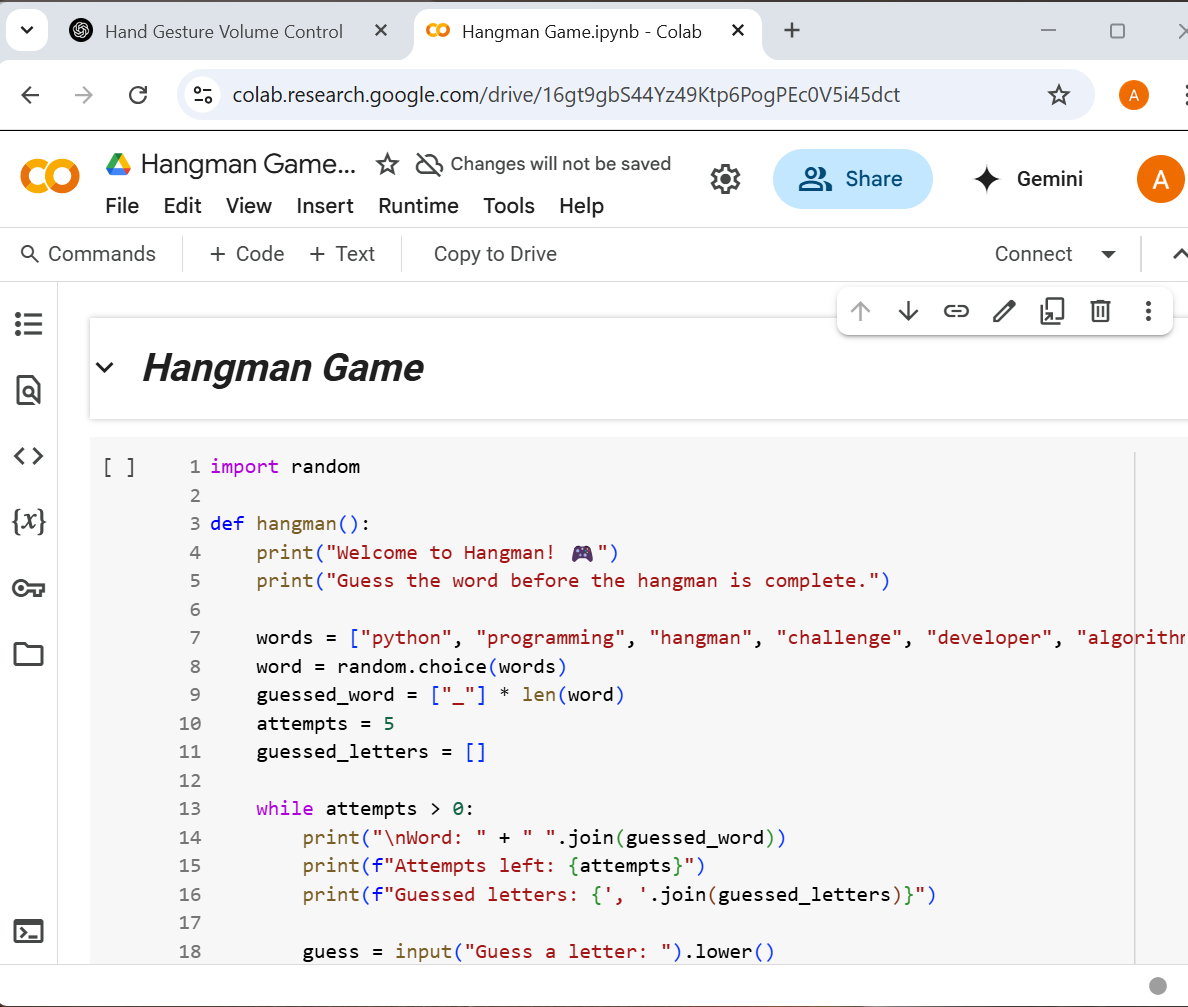 Hand Gesture Volume Control
Hangman Game.ipynb - Colab
colab.research.google.com/drive/16gt9gbS44Yz49Ktp6PogPEc0V5i45dct
A
Hangman Game...
Changes will not be saved
Share
Gemini
A
File Edit View Insert Runtime Tools Help
Commands + Code + Text Copy to Drive Connect
Hangman Game
[ ]
1 import random
2
3 def hangman():
4     print("Welcome to Hangman! 🎮")
5     print("Guess the word before the hangman is complete.")
6
7     words = ["python", "programming", "hangman", "challenge", "developer", "algorithm
8     word = random.choice(words)
9     guessed_word = ["_"] * len(word)
10     attempts = 5
11     guessed_letters = []
12
13     while attempts > 0:
14         print("\nWord: " + " ".join(guessed_word))
15         print(f"Attempts left: {attempts}")
16         print(f"Guessed letters: {', '.join(guessed_letters)}")
17
18         guess = input("Guess a letter: ").lower()